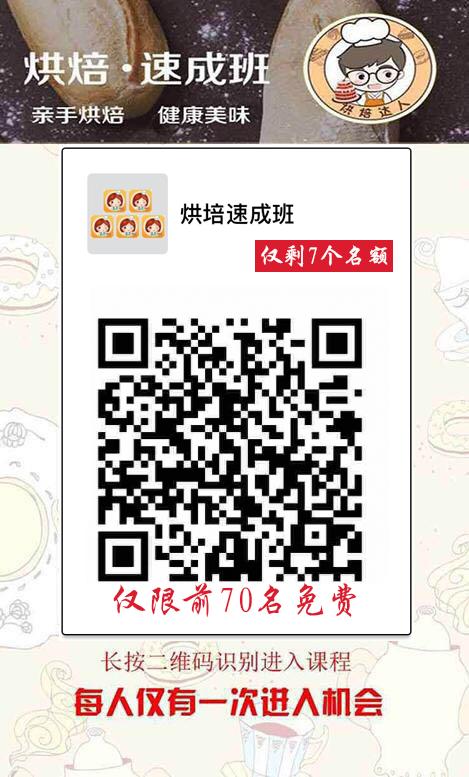 烘焙·速成班
亲手烘焙 健康美味
烘焙达人
烘培速成班
仅剩7个名额
仅限前70名免费
长按二维码识别进入课程
每人仅有一次进入机会